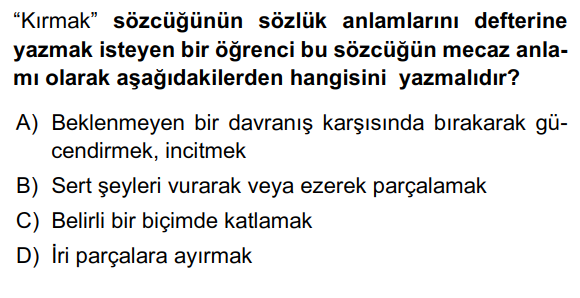 “Kırmak” sözcüğünün sözlük anlamlarını defterine
yazmak isteyen bir öğrenci bu sözcüğün mecaz anla-
mı olarak aşağıdakilerden hangisini yazmalıdır?
A) Beklenmeyen bir davranış karşısında bırakarak gü-
cendirmek, incitmek
B) Sert şeyleri vurarak veya ezerek parçalamak
C) Belirli bir biçimde katlamak
D) İri parçalara ayırmak